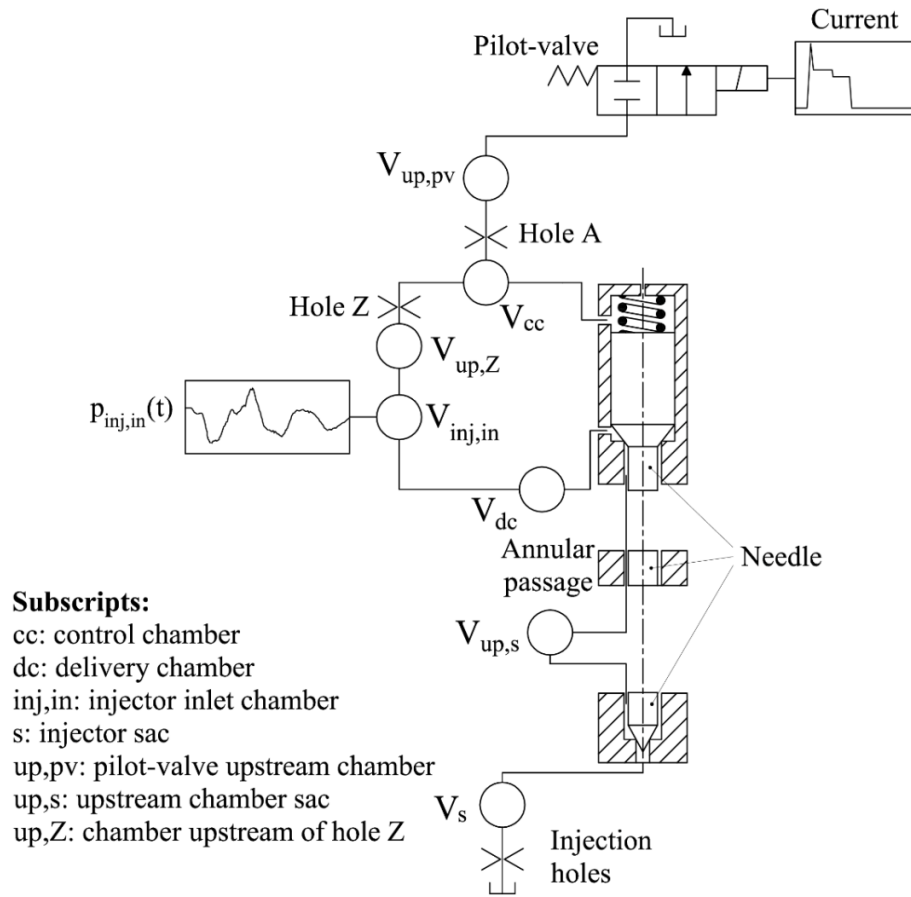 Current
Pilot-valve
V_up,pv
Hole A
Hole Z
V_cc
V_up,Z
p_inj,in(t)
V_inj,in
V_dc
Annular
passage
Needle
V_up,s
Subscripts:
cc: control chamber
dc: delivery chamber
inj,in: injector inlet chamber
s: injector sac
up,pv: pilot-valve upstream chamber
up,s: upstream chamber sac
up,Z: chamber upstream of hole Z
V_s
Injection
holes